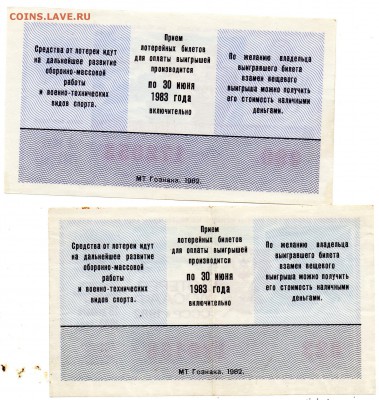 COINS.LAVE.RU
Средства от лотереи идут
на дальнейшее развитие
оборонно-массовой
работы
и военно-технических
видов спорта.
Прием
лотерейных билетов
для оплаты выигрышей
производится
по 30 июня
1983 года
включительно
По желанию владельца
выигравшего билета
взамен вещевого
выигрыша можно получить
его стоимость наличными
деньгами.
МТ Гознака. 1982.
Средства от лотереи идут
на дальнейшее развитие
оборонно-массовой
работы
и военно-технических
видов спорта.
Прием
лотерейных билетов
для оплаты выигрышей
производится
по 30 июня
1983 года
включительно
По желанию владельца
выигравшего билета
взамен вещевого
выигрыша можно получить
его стоимость наличными
деньгами.
МТ Гознака. 1982.